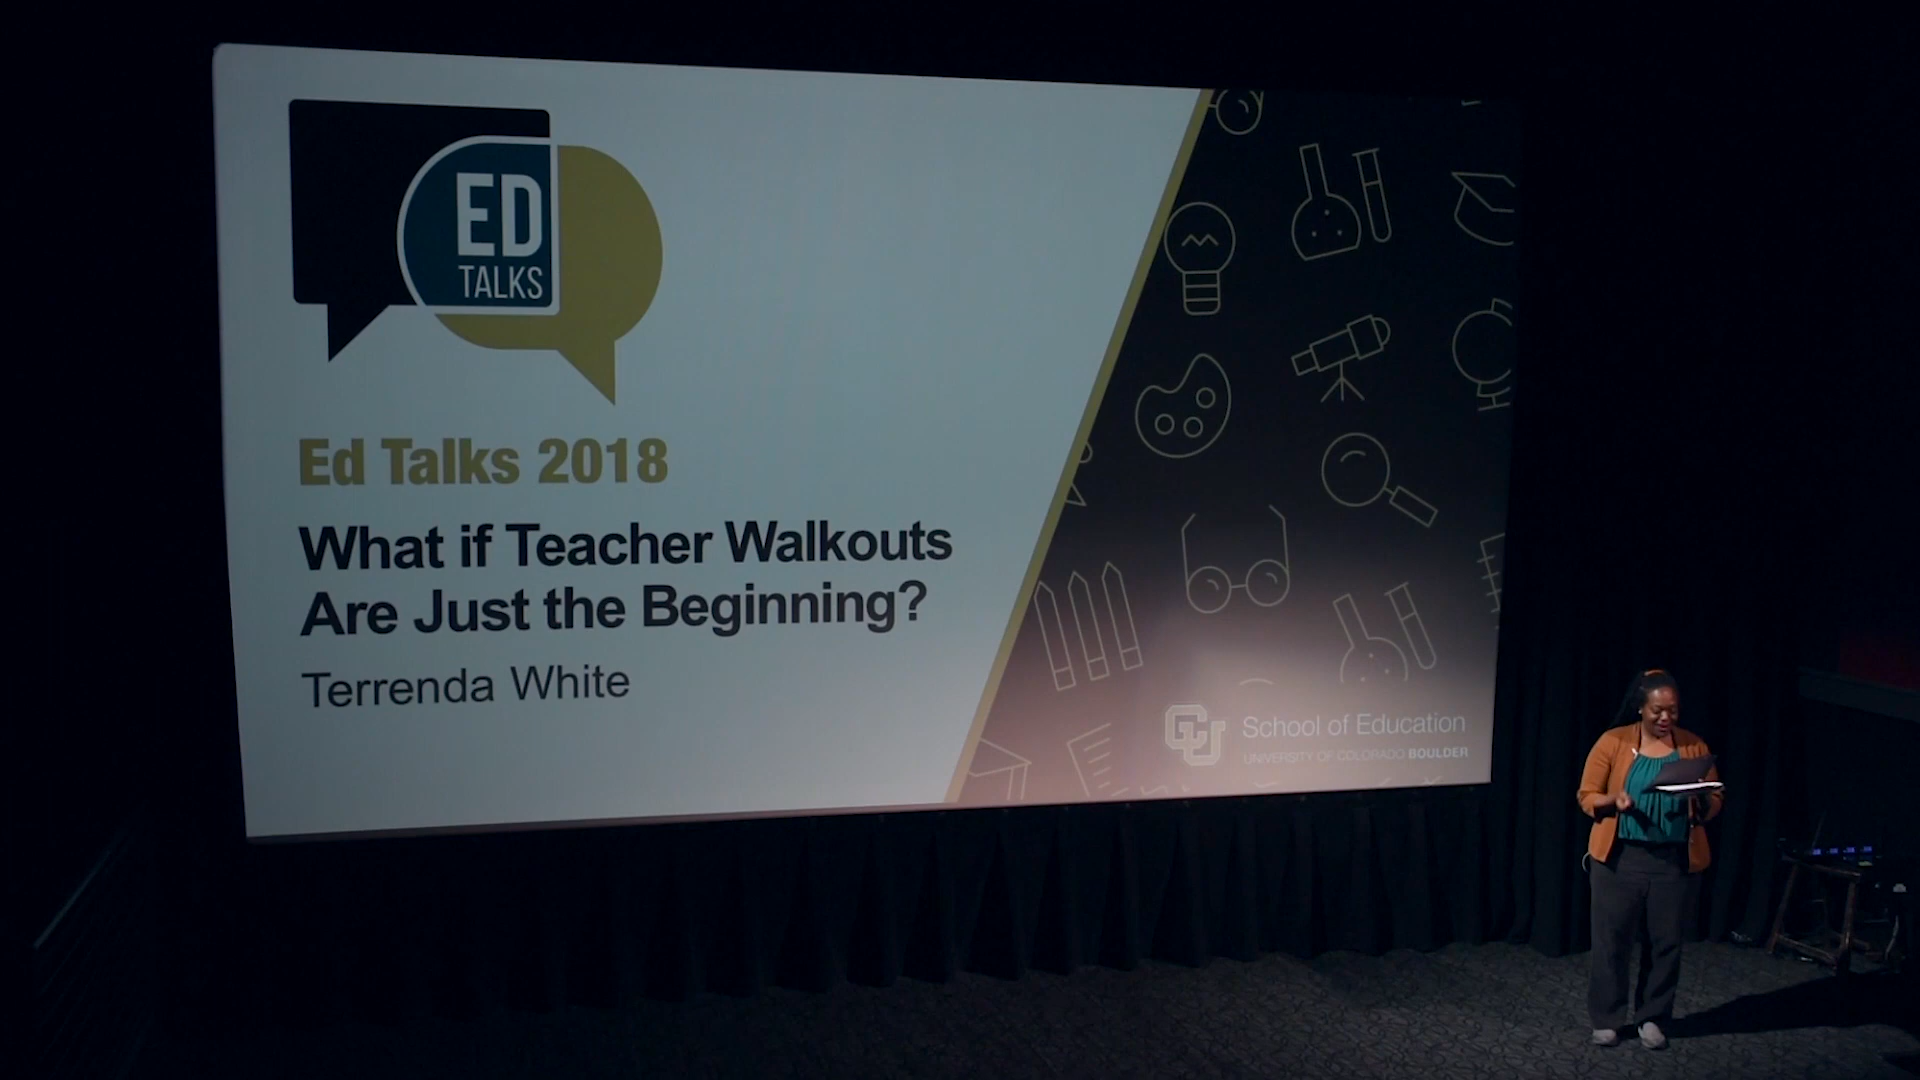 ED
TALKS
Ed Talks 2018
What if Teacher Walkouts
Are Just the Beginning?
Terrenda White
CU
School of Education
UNIVERSITY OF COLORADO BOULDER